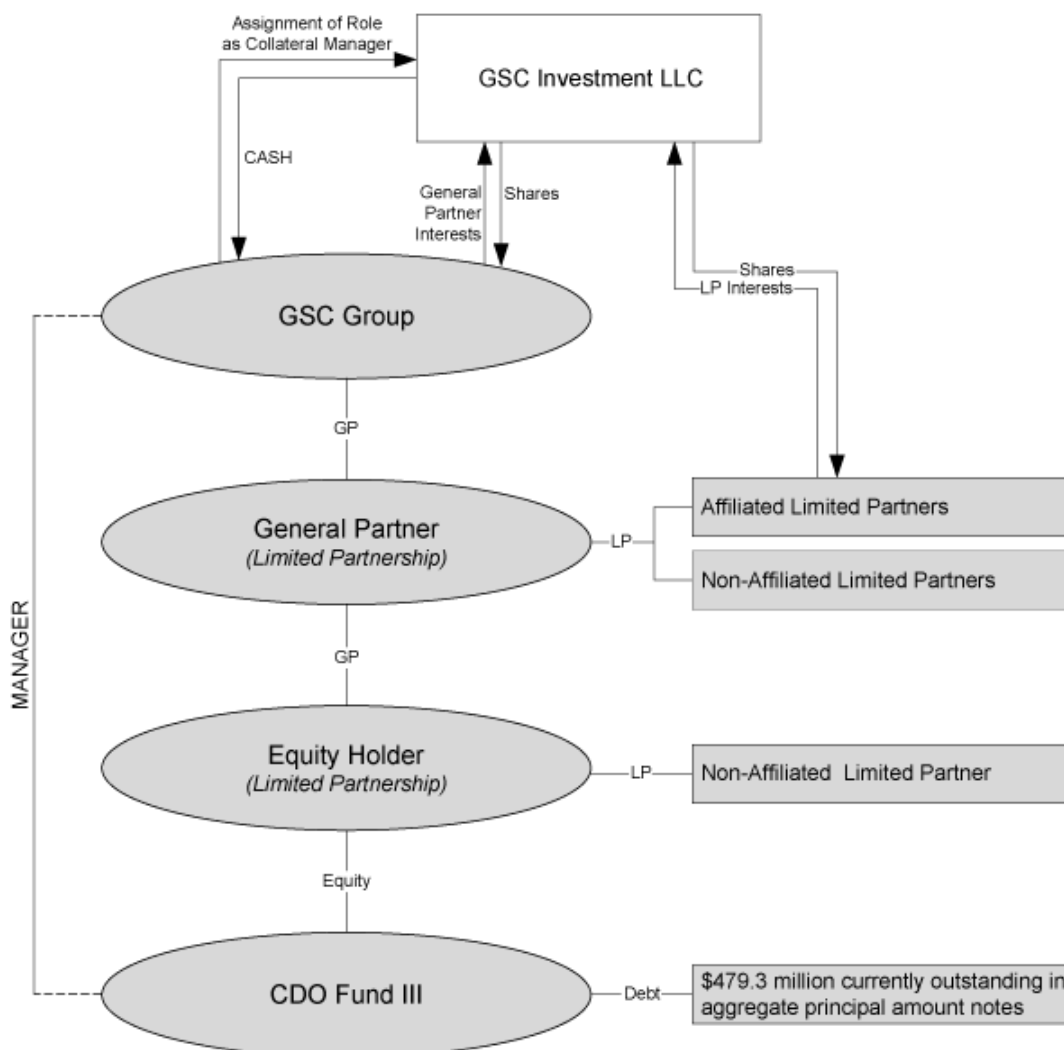 Assignment of Role
as Collateral Manager
GSC Investment LLC
CASH
General
Partner
Interests
Shares
Shares
LP Interests
GSC Group
GP
General Partner
(Limited Partnership)
LP
Affiliated Limited Partners
Non-Affiliated Limited Partners
MANAGER
GP
Equity Holder
(Limited Partnership)
LP
Non-Affiliated Limited Partner
Equity
CDO Fund III
Debt
$479.3 million currently outstanding in
aggregate principal amount notes